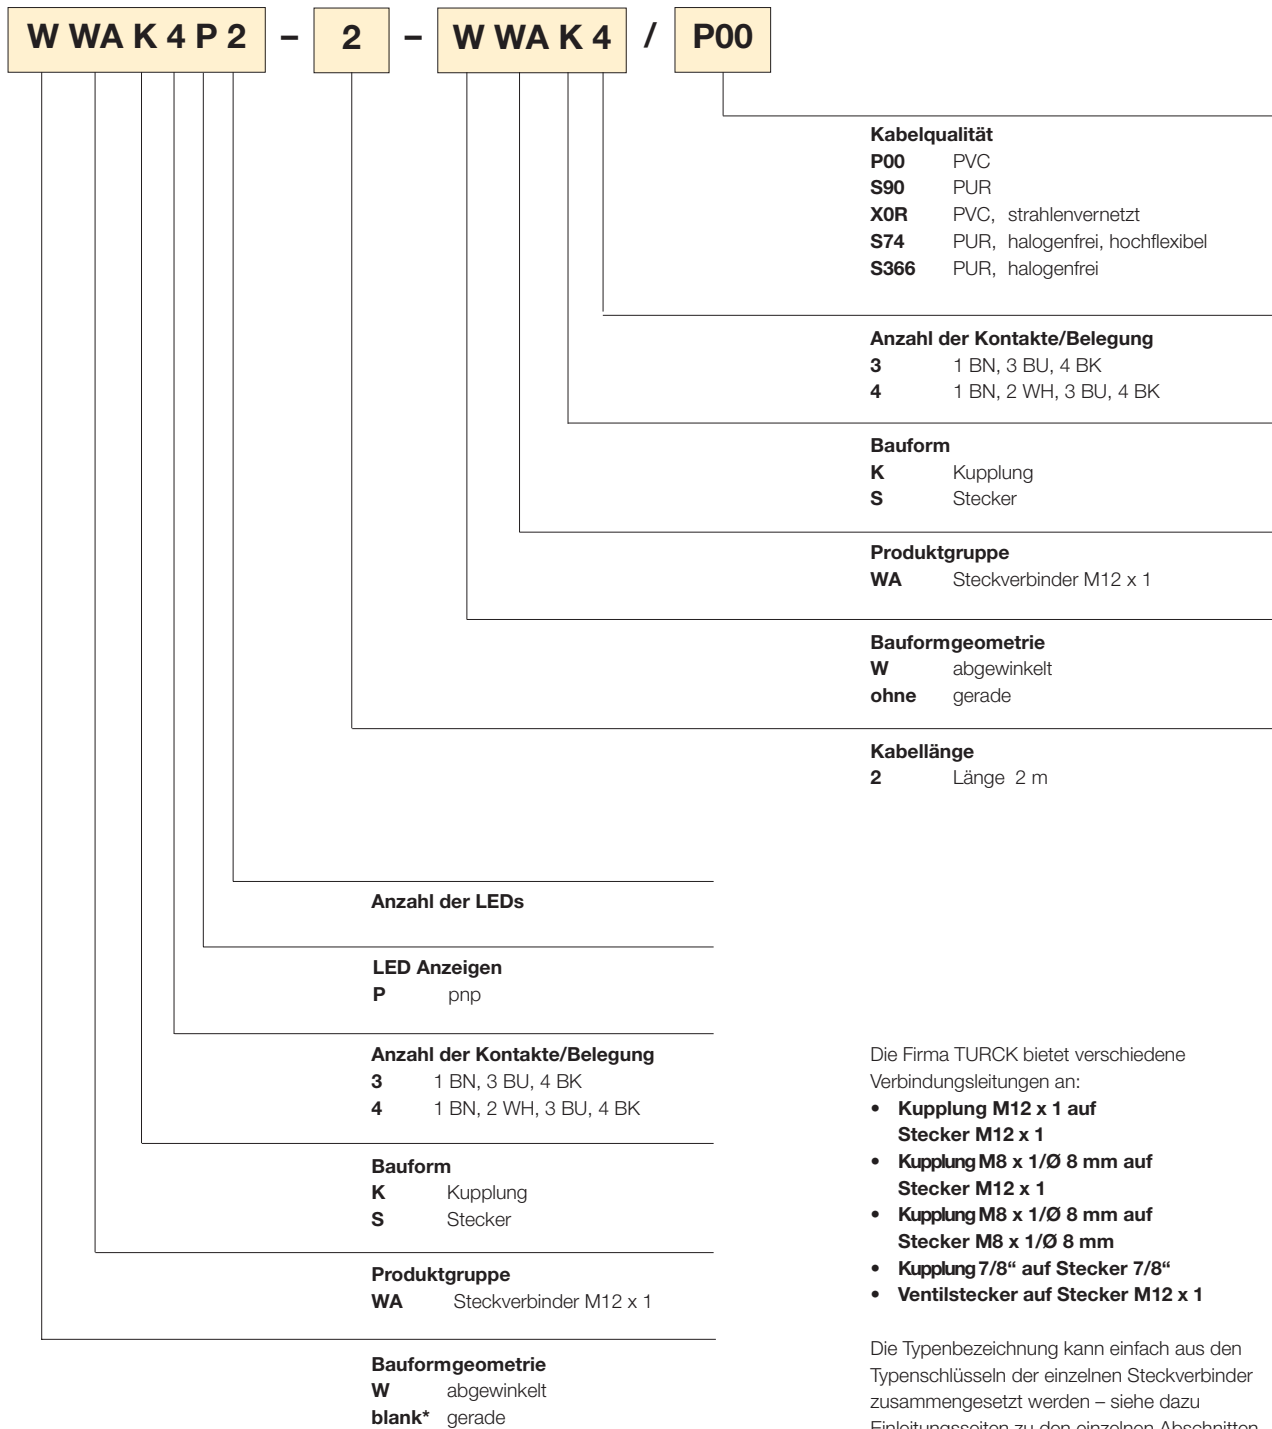 W WA K 4 P 2 – 2 – W WA K 4 / P00
Kabelqualität
P00 PVC
S90 PUR
X0R PVC, strahlenvernetzt
S74 PUR, halogenfrei, hochflexibel
S366 PUR, halogenfrei
Anzahl der Kontakte/Belegung
3 1 BN, 3 BU, 4 BK
4 1 BN, 2 WH, 3 BU, 4 BK
Bauform
K Kupplung
S Stecker
Produktgruppe
WA Steckverbinder M12 x 1
Bauformgeometrie
W abgewinkelt
ohne gerade
Kabellänge
2 Länge 2 m
Anzahl der LEDs
LED Anzeigen
P pnp
Anzahl der Kontakte/Belegung
3 1 BN, 3 BU, 4 BK
4 1 BN, 2 WH, 3 BU, 4 BK
Bauform
K Kupplung
S Stecker
Produktgruppe
WA Steckverbinder M12 x 1
Bauformgeometrie
W abgewinkelt
blank* gerade
Die Firma TURCK bietet verschiedene
Verbindungsleitungen an:
• Kupplung M12 x 1 auf
Stecker M12 x 1
• Kupplung M8 x 1/Ø 8 mm auf
Stecker M12 x 1
• Kupplung M8 x 1/Ø 8 mm auf
Stecker M8 x 1/Ø 8 mm
• Kupplung 7/8“ auf Stecker 7/8“
• Ventilstecker auf Stecker M12 x 1
Die Typenbezeichnung kann einfach aus den
Typenschlüsseln der einzelnen Steckverbinder
zusammengesetzt werden – siehe dazu
Einleitungsseiten zu den einzelnen Abschnitten